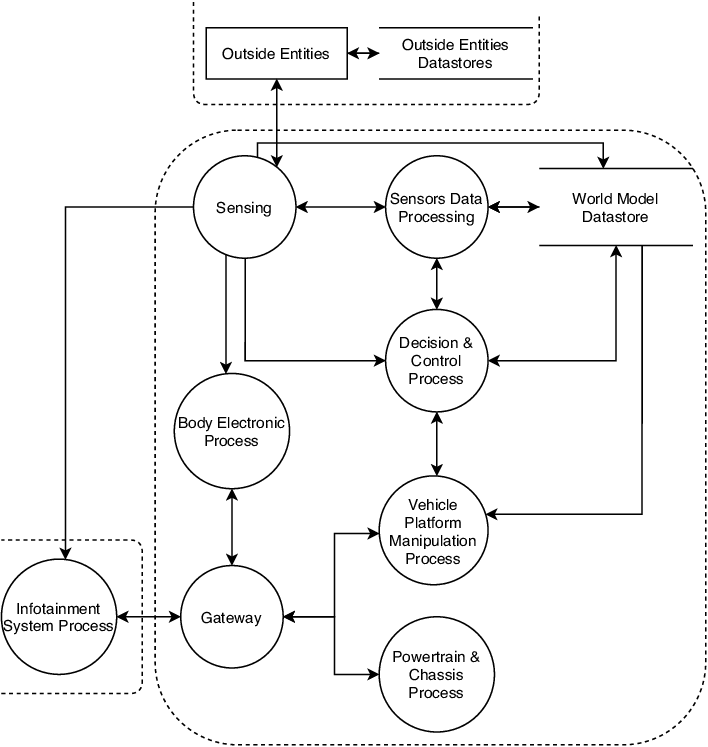 Outside Entities
Outside Entities
Datastores
Sensing
Sensors Data
Processing
World Model
Datastore
Decision &
Control
Process
Body Electronic
Process
Vehicle
Platform
Manipulation
Process
Infotainment
System Process
Gateway
Powertrain &
Chassis
Process